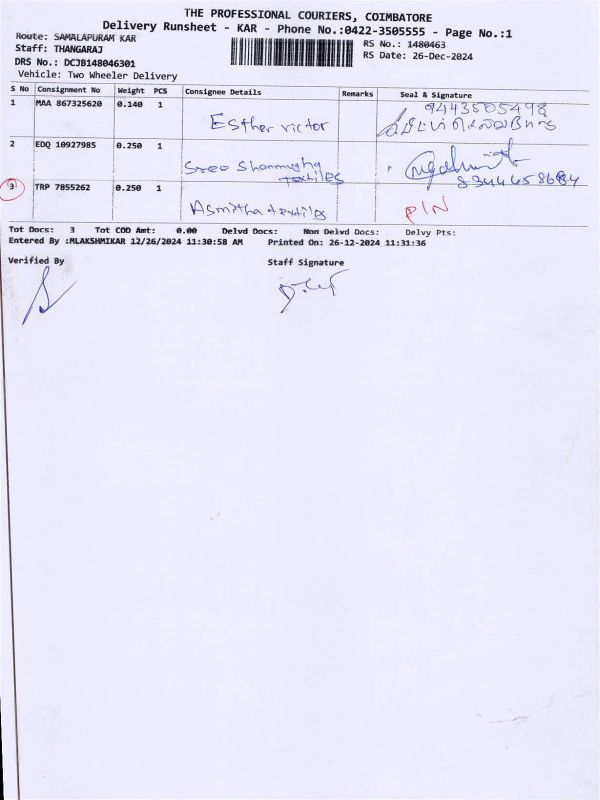 THE PROFESSIONAL COURIERS, COIMBATORE
Delivery Runsheet - KAR - Phone No.:0422-3505555 - Page No.:1
Route: SAMALAPURAM KAR
RS No.: 1480463
Staff: THANGARAJ
RS Date: 26-Dec-2024
DRS No.: DCJB148046301
Vehicle: Two Wheeler Delivery
S No Consignment No Weight PCS Consignee Details Remarks Seal & Signature
1 MAA 867325620 0.140 1 Esther victor 9443505498
2 EDQ 10927985 0.250 1 Sree Shanmugha textiles 8344458684
3 TRP 7855262 0.250 1 Asmitha textiles PIN
Tot Docs: 3 Tot COD Amt: 0.00 Delvd Docs: Non Delvd Docs: Delvy Pts:
Entered By :MLAKSHMIKAR 12/26/2024 11:30:58 AM Printed On: 26-12-2024 11:31:36
Verified By Staff Signature